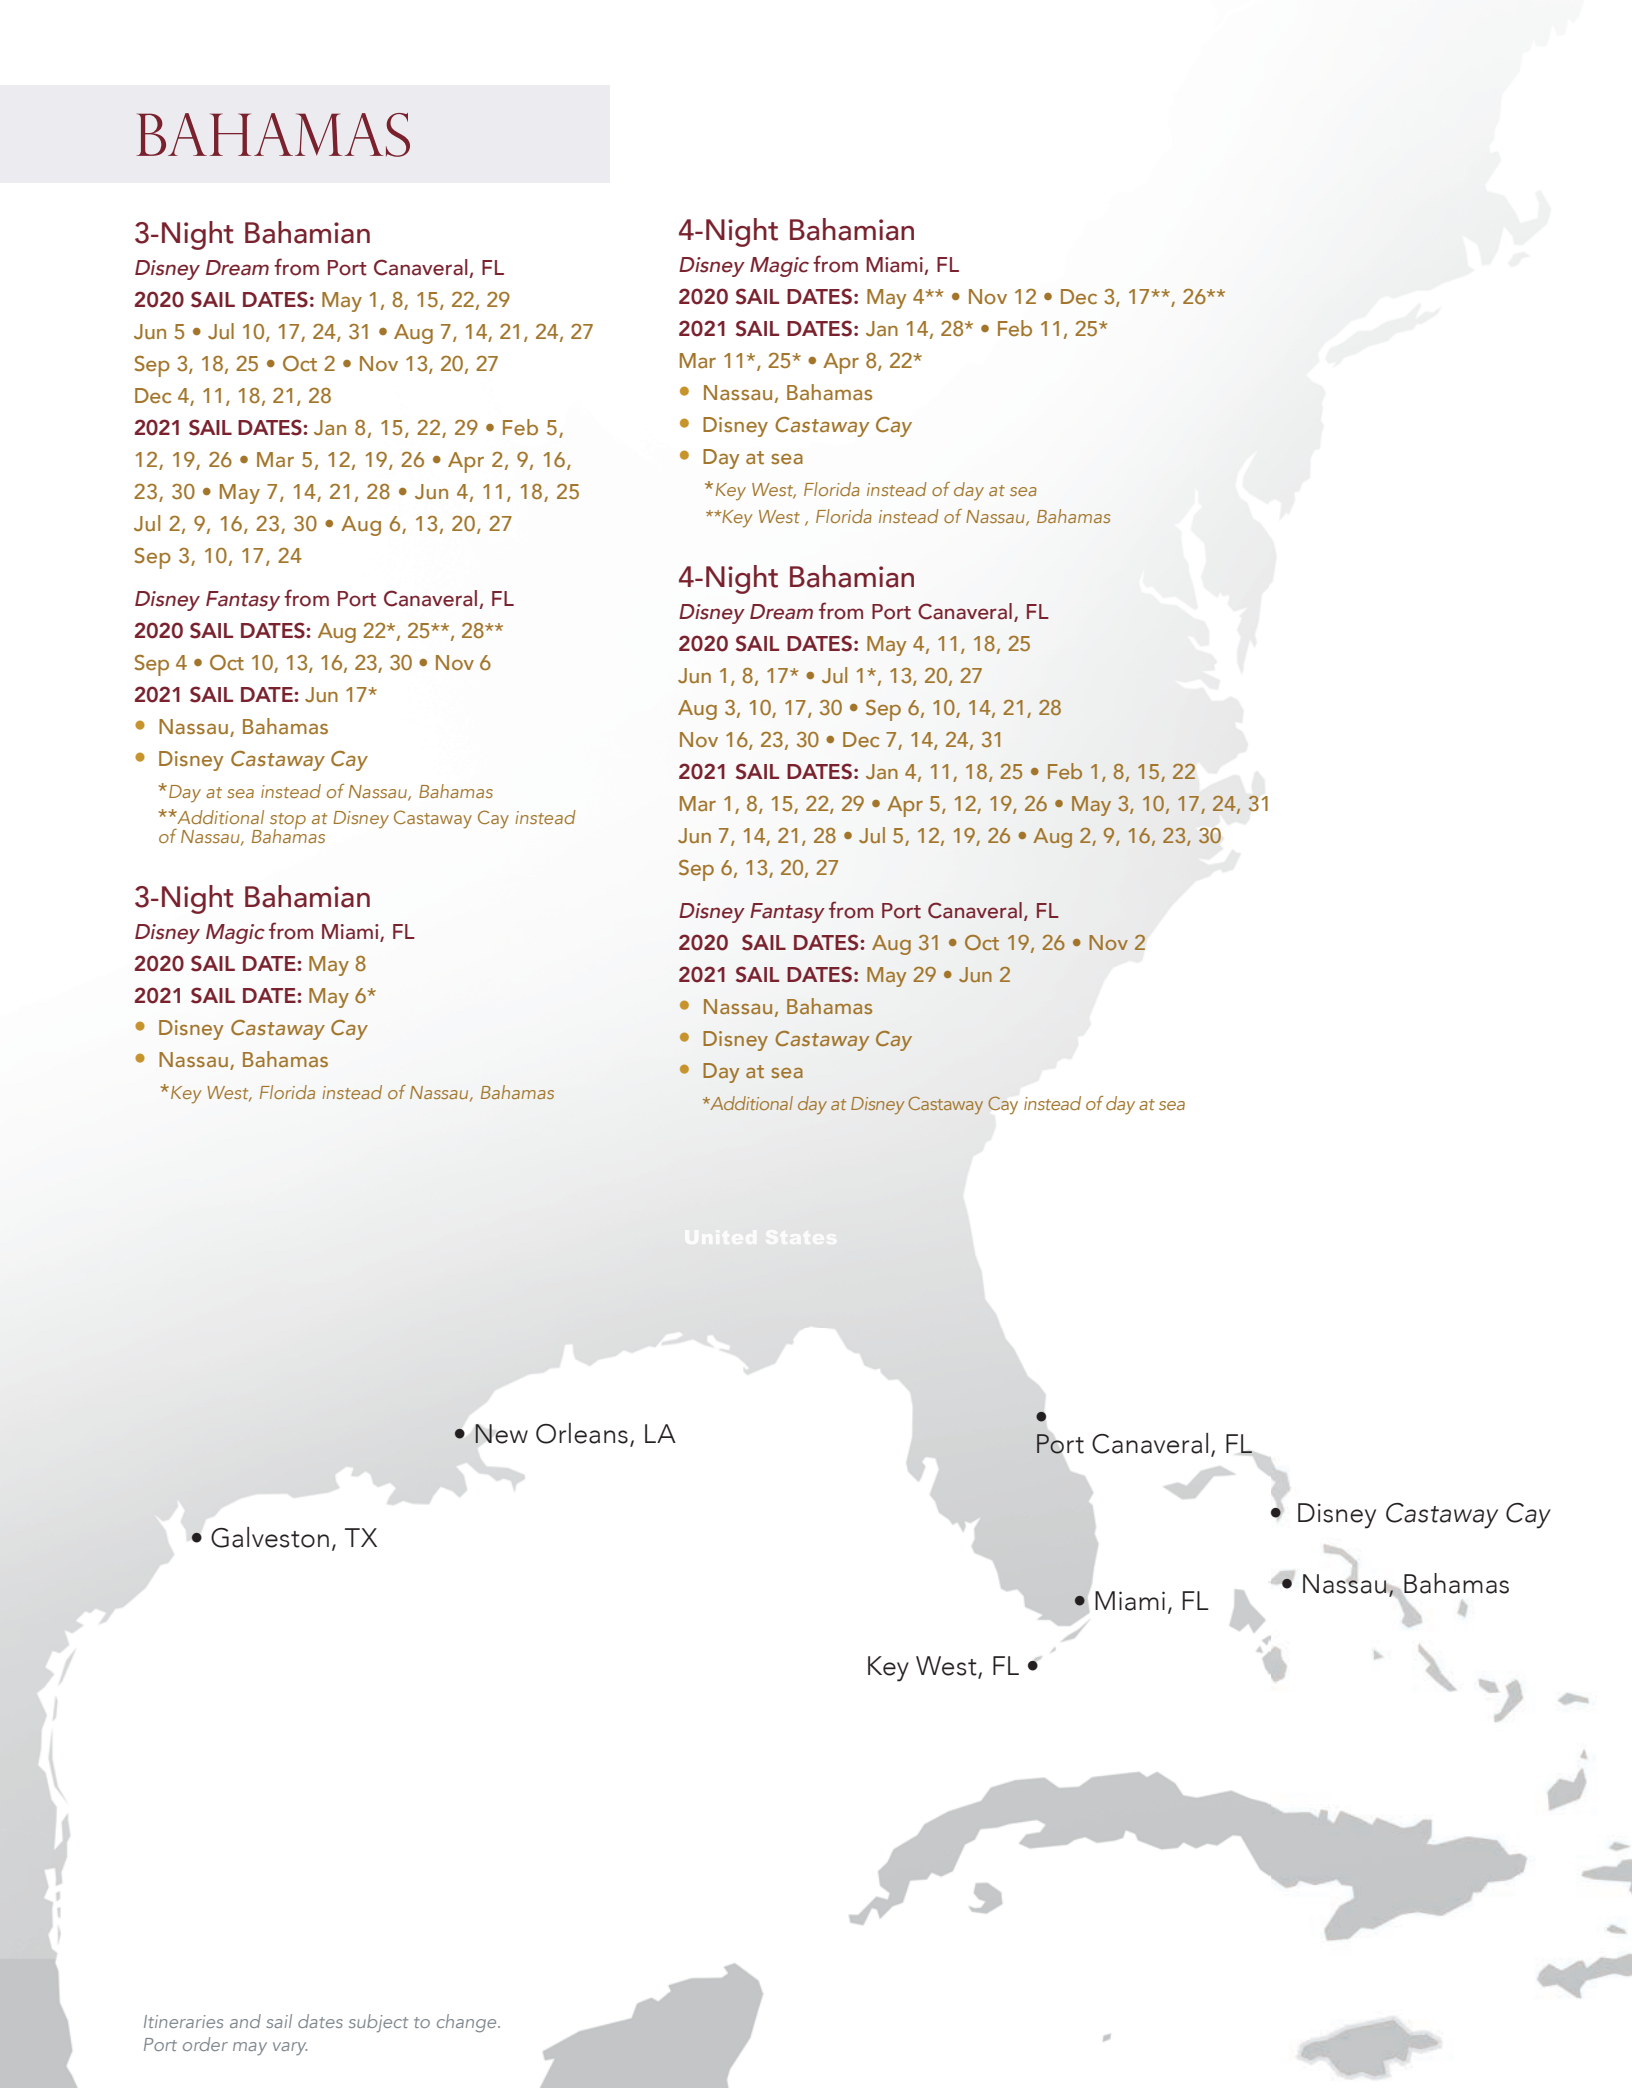 BAHAMAS
3-Night Bahamian
Disney Dream from Port Canaveral, FL
2020 SAIL DATES: May 1, 8, 15, 22, 29
Jun 5 • Jul 10, 17, 24, 31 • Aug 7, 14, 21, 24, 27
Sep 3, 18, 25 • Oct 2 • Nov 13, 20, 27
Dec 4, 11, 18, 21, 28
2021 SAIL DATES: Jan 8, 15, 22, 29 • Feb 5,
12, 19, 26 • Mar 5, 12, 19, 26 • Apr 2, 9, 16,
23, 30 • May 7, 14, 21, 28 • Jun 4, 11, 18, 25
Jul 2, 9, 16, 23, 30 • Aug 6, 13, 20, 27
Sep 3, 10, 17, 24
Disney Fantasy from Port Canaveral, FL
2020 SAIL DATES: Aug 22*, 25**, 28**
Sep 4 • Oct 10, 13, 16, 23, 30 • Nov 6
2021 SAIL DATE: Jun 17*
• Nassau, Bahamas
• Disney Castaway Cay
*Day at sea instead of Nassau, Bahamas
**Additional stop at Disney Castaway Cay instead
of Nassau, Bahamas
3-Night Bahamian
Disney Magic from Miami, FL
2020 SAIL DATE: May 8
2021 SAIL DATE: May 6*
• Disney Castaway Cay
• Nassau, Bahamas
*Key West, Florida instead of Nassau, Bahamas
4-Night Bahamian
Disney Magic from Miami, FL
2020 SAIL DATES: May 4** • Nov 12 • Dec 3, 17**, 26**
2021 SAIL DATES: Jan 14, 28* • Feb 11, 25*
Mar 11*, 25* • Apr 8, 22*
• Nassau, Bahamas
• Disney Castaway Cay
• Day at sea
*Key West, Florida instead of day at sea
**Key West , Florida instead of Nassau, Bahamas
4-Night Bahamian
Disney Dream from Port Canaveral, FL
2020 SAIL DATES: May 4, 11, 18, 25
Jun 1, 8, 17* • Jul 1*, 13, 20, 27
Aug 3, 10, 17, 30 • Sep 6, 10, 14, 21, 28
Nov 16, 23, 30 • Dec 7, 14, 24, 31
2021 SAIL DATES: Jan 4, 11, 18, 25 • Feb 1, 8, 15, 22
Mar 1, 8, 15, 22, 29 • Apr 5, 12, 19, 26 • May 3, 10, 17, 24, 31
Jun 7, 14, 21, 28 • Jul 5, 12, 19, 26 • Aug 2, 9, 16, 23, 30
Sep 6, 13, 20, 27
Disney Fantasy from Port Canaveral, FL
2020 SAIL DATES: Aug 31 • Oct 19, 26 • Nov 2
2021 SAIL DATES: May 29 • Jun 2
• Nassau, Bahamas
• Disney Castaway Cay
• Day at sea
*Additional day at Disney Castaway Cay instead of day at sea
United States
• New Orleans, LA
• Port Canaveral, FL
• Disney Castaway Cay
• Galveston, TX
• Nassau, Bahamas
• Miami, FL
Key West, FL •
Itineraries and sail dates subject to change.
Port order may vary.